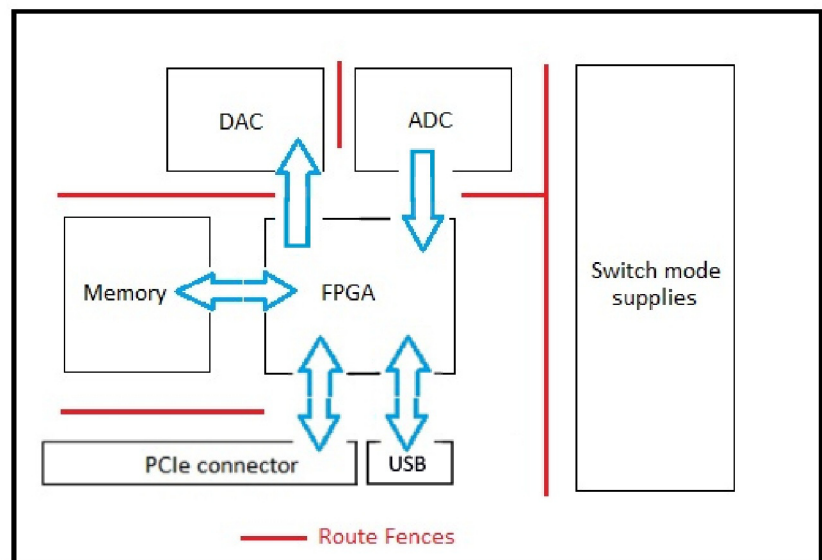 DAC
ADC
Memory
FPGA
Switch mode
supplies
PCIe connector
USB
Route Fences